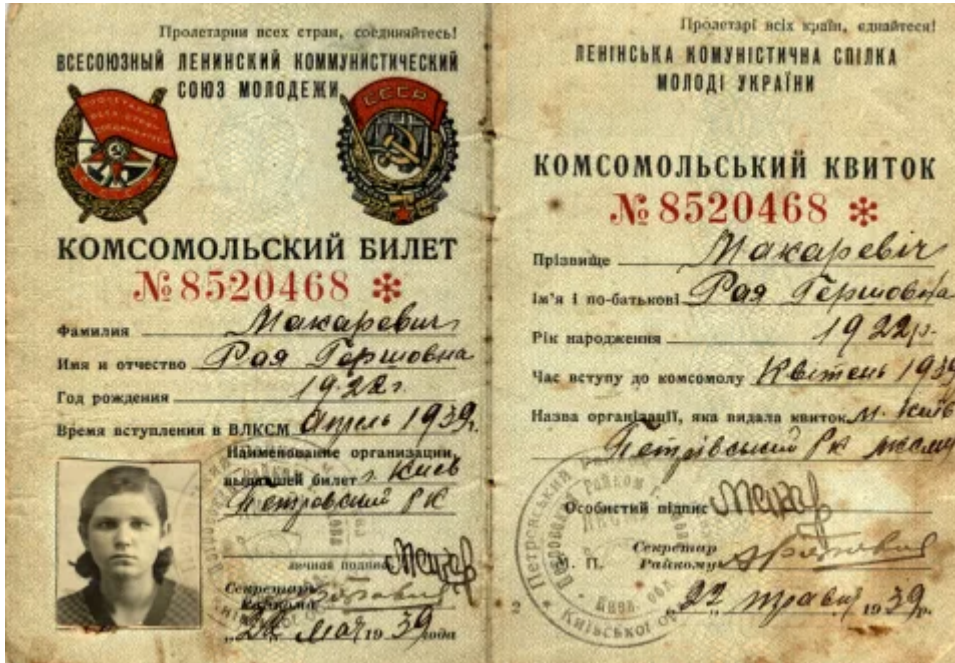 Пролетарии всех стран, соединяйтесь!
ВСЕСОЮЗНЫЙ ЛЕНИНСКИЙ КОММУНИСТИЧЕСКИЙ
СОЮЗ МОЛОДЕЖИ
СССР
КОМСОМОЛЬСКИЙ БИЛЕТ
№ 8520468 *
Фамилия Макаревич
Имя и отчество Рая Гершовна
Год рождения 1922 г.
Время вступления в ВЛКСМ Апрель 1939 г.
Наименование организации,
выдавшей билет г. Киев
Петровский РК
личная подпись Макар
Секретарь
Райкома
„22„ мая 1939 года
Пролетарі всіх країн, єднайтеся!
ЛЕНІНСЬКА КОМУНІСТИЧНА СПІЛКА
МОЛОДІ УКРАЇНИ
КОМСОМОЛЬСЬКИЙ КВИТОК
№ 8520468 *
Прізвище Макаревіч
Ім'я і по-батькові Рая Гершовна
Рік народження 1922 р.
Час вступу до комсомолу Квітень 1939
Назва організації, яка видала квиток м. Київ
Петрівський РК
Особистий підпис Макар
Секретар
М. П. Райкому
2 „22„ травня 1939 р.